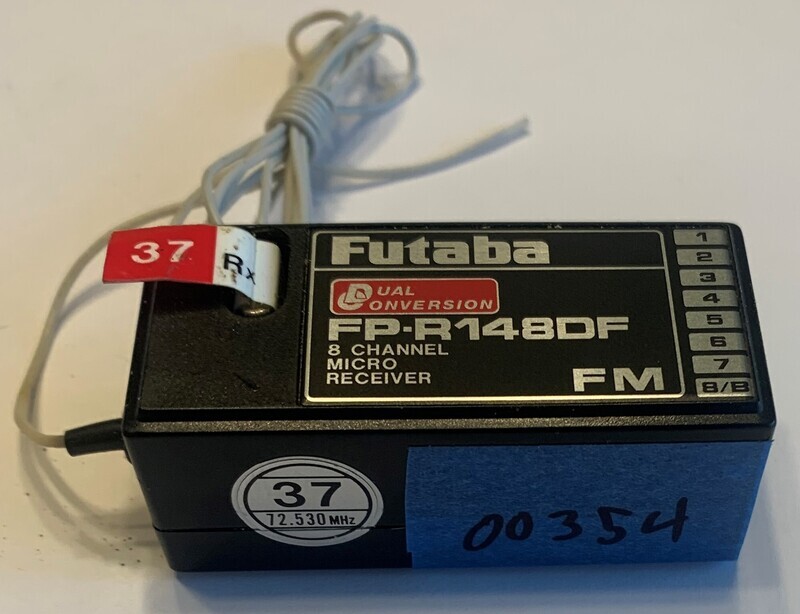 37 Rx
Futaba
DUAL
CONVERSION
FP-R148DF
8 CHANNEL
MICRO
RECEIVER
FM
1
2
3
4
5
6
7
8/B
37
72.530 MHz
00354